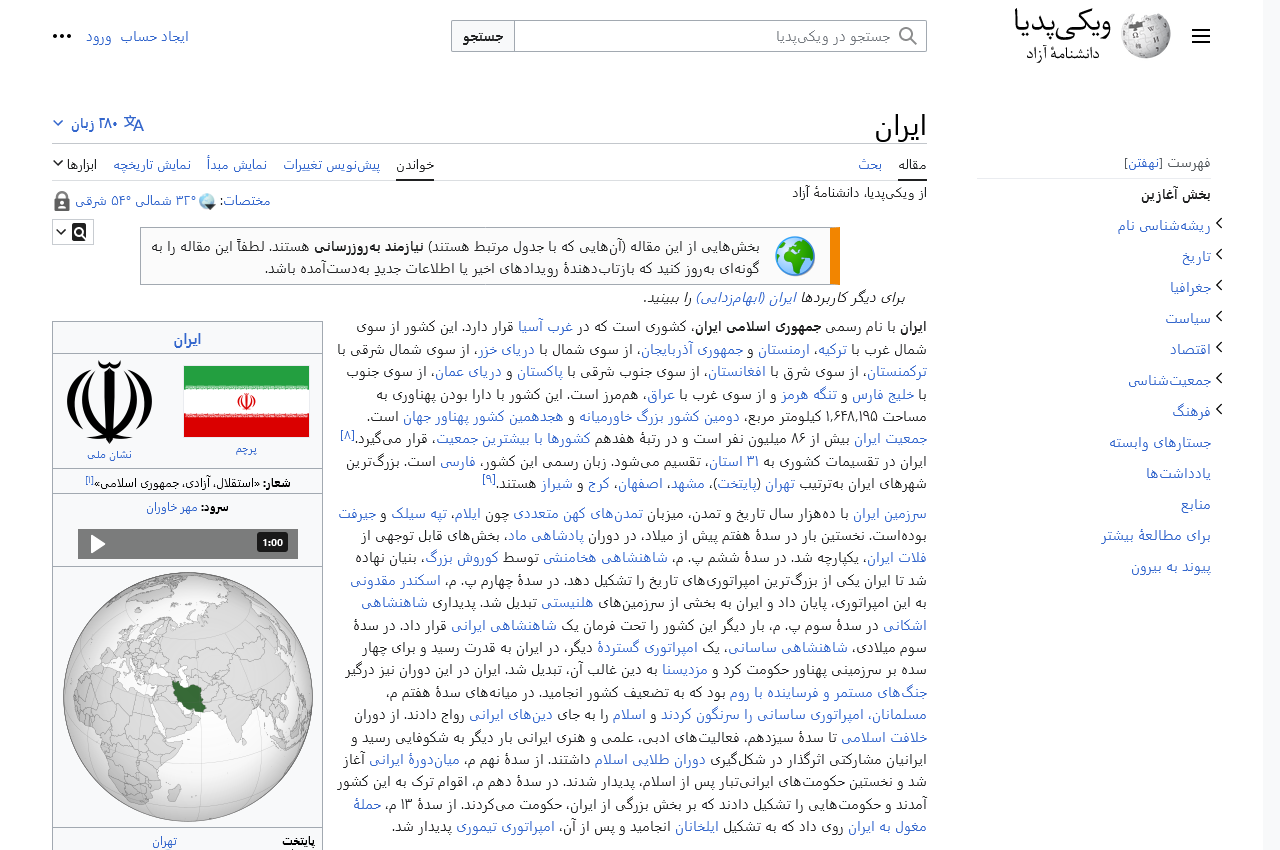 ویکی‌پدیا
دانشنامهٔ آزاد
جستجو در ویکی‌پدیا
جستجو
ایجاد حساب
ورود
فهرست [نهفتن]
بخش آغازین
ریشه‌شناسی نام
تاریخ
جغرافیا
سیاست
اقتصاد
جمعیت‌شناسی
فرهنگ
جستارهای وابسته
یادداشت‌ها
منابع
برای مطالعهٔ بیشتر
پیوند به بیرون
ایران
۲۸۰ زبان
مقاله
بحث
خواندن
پیش‌نویس تغییرات
نمایش مبدأ
نمایش تاریخچه
ابزارها
از ویکی‌پدیا، دانشنامهٔ آزاد
مختصات: ۳۲° شمالی ۵۴° شرقی
بخش‌هایی از این مقاله (آن‌هایی که با جدول مرتبط هستند) نیازمند به‌روزرسانی هستند. لطفاً این مقاله را به
گونه‌ای به‌روز کنید که بازتاب‌دهندهٔ رویدادهای اخیر یا اطلاعات جدیدِ به‌دست‌آمده باشد.
برای دیگر کاربردها ایران (ابهام‌زدایی) را ببینید.
ایران با نام رسمی جمهوری اسلامی ایران، کشوری است که در غرب آسیا قرار دارد. این کشور از سوی
شمال غرب با ترکیه، ارمنستان و جمهوری آذربایجان، از سوی شمال با دریای خزر، از سوی شمال شرقی با
ترکمنستان، از سوی شرق با افغانستان، از سوی جنوب شرقی با پاکستان و دریای عمان، از سوی جنوب
با خلیج فارس و تنگه هرمز و از سوی غرب با عراق، هم‌مرز است. این کشور با دارا بودن پهناوری به
مساحت ۱٬۶۴۸٬۱۹۵ کیلومتر مربع، دومین کشور بزرگ خاورمیانه و هجدهمین کشور پهناور جهان است.
جمعیت ایران بیش از ۸۶ میلیون نفر است و در رتبهٔ هفدهم کشورها با بیشترین جمعیت، قرار می‌گیرد.[۸]
ایران در تقسیمات کشوری به ۳۱ استان، تقسیم می‌شود. زبان رسمی این کشور، فارسی است. بزرگ‌ترین
شهرهای ایران به‌ترتیب تهران (پایتخت)، مشهد، اصفهان، کرج و شیراز هستند.[۹]
سرزمین ایران با ده‌هزار سال تاریخ و تمدن، میزبان تمدن‌های کهن متعددی چون ایلام، تپه سیلک و جیرفت
بوده‌است. نخستین بار در سدهٔ هفتم پیش از میلاد، در دوران پادشاهی ماد، بخش‌های قابل توجهی از
فلات ایران، یکپارچه شد. در سدهٔ ششم پ. م، شاهنشاهی هخامنشی توسط کوروش بزرگ، بنیان نهاده
شد تا ایران یکی از بزرگ‌ترین امپراتوری‌های تاریخ را تشکیل دهد. در سدهٔ چهارم پ. م، اسکندر مقدونی
به این امپراتوری، پایان داد و ایران به بخشی از سرزمین‌های هلنیستی تبدیل شد. پدیداری شاهنشاهی
اشکانی در سدهٔ سوم پ. م، بار دیگر این کشور را تحت فرمان یک شاهنشاهی ایرانی قرار داد. در سدهٔ
سوم میلادی، شاهنشاهی ساسانی، یک امپراتوری گستردهٔ دیگر، در ایران به قدرت رسید و برای چهار
سده بر سرزمینی پهناور حکومت کرد و مزدیسنا به دین غالب آن، تبدیل شد. ایران در این دوران نیز درگیر
جنگ‌های مستمر و فرساینده با روم بود که به تضعیف کشور انجامید. در میانه‌های سدهٔ هفتم م،
مسلمانان، امپراتوری ساسانی را سرنگون کردند و اسلام را به جای دین‌های ایرانی رواج دادند. از دوران
خلافت اسلامی تا سدهٔ سیزدهم، فعالیت‌های ادبی، علمی و هنری ایرانی بار دیگر به شکوفایی رسید و
ایرانیان مشارکتی اثرگذار در شکل‌گیری دوران طلایی اسلام داشتند. از سدهٔ نهم م، میان‌دورهٔ ایرانی آغاز
شد و نخستین حکومت‌های ایرانی‌تبار پس از اسلام، پدیدار شدند. در سدهٔ دهم م، اقوام ترک به این کشور
آمدند و حکومت‌هایی را تشکیل دادند که بر بخش بزرگی از ایران، حکومت می‌کردند. از سدهٔ ۱۳ م، حملهٔ
مغول به ایران روی داد که به تشکیل ایلخانان انجامید و پس از آن، امپراتوری تیموری پدیدار شد.
ایران
پرچم
نشان ملی
شعار: «استقلال، آزادی، جمهوری اسلامی»[۱]
سرود: مهر خاوران
1:00
پایتخت
تهران